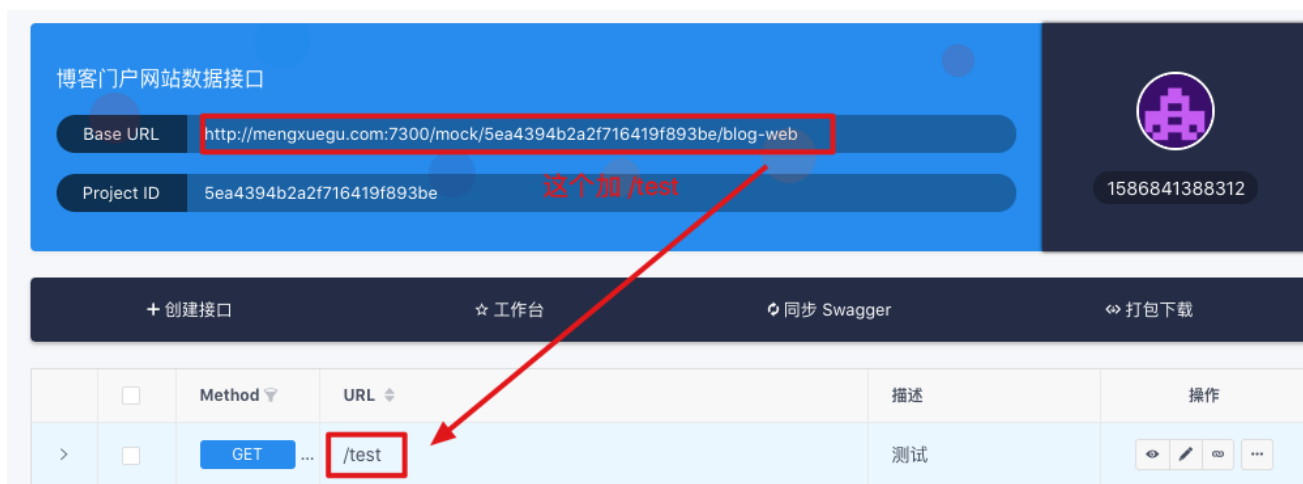 博客门户网站数据接口
Base URL http://mengxuegu.com:7300/mock/5ea4394b2a2f716419f893be/blog-web
Project ID 5ea4394b2a2f716419f893be
这个加 /test
1586841388312
创建接口 工作台 同步 Swagger 打包下载
Method URL 描述 操作
GET ... /test 测试